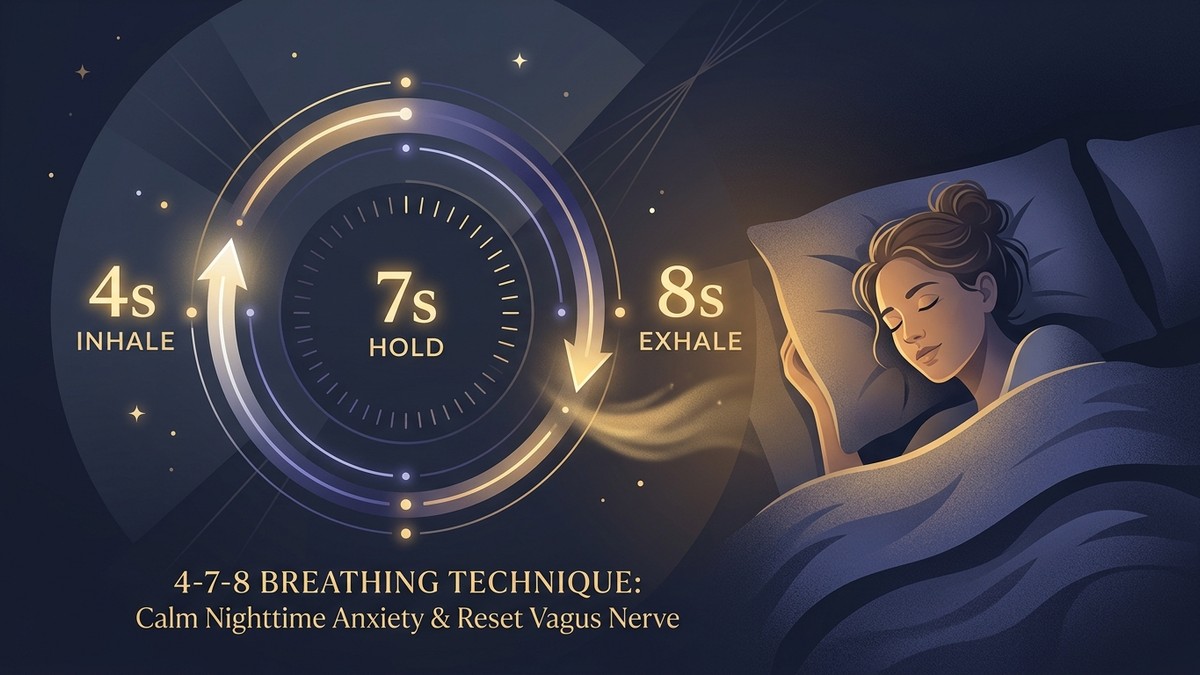 4s
INHALE
7s
HOLD
8s
EXHALE
4-7-8 BREATHING TECHNIQUE:
Calm Nighttime Anxiety & Reset Vagus Nerve